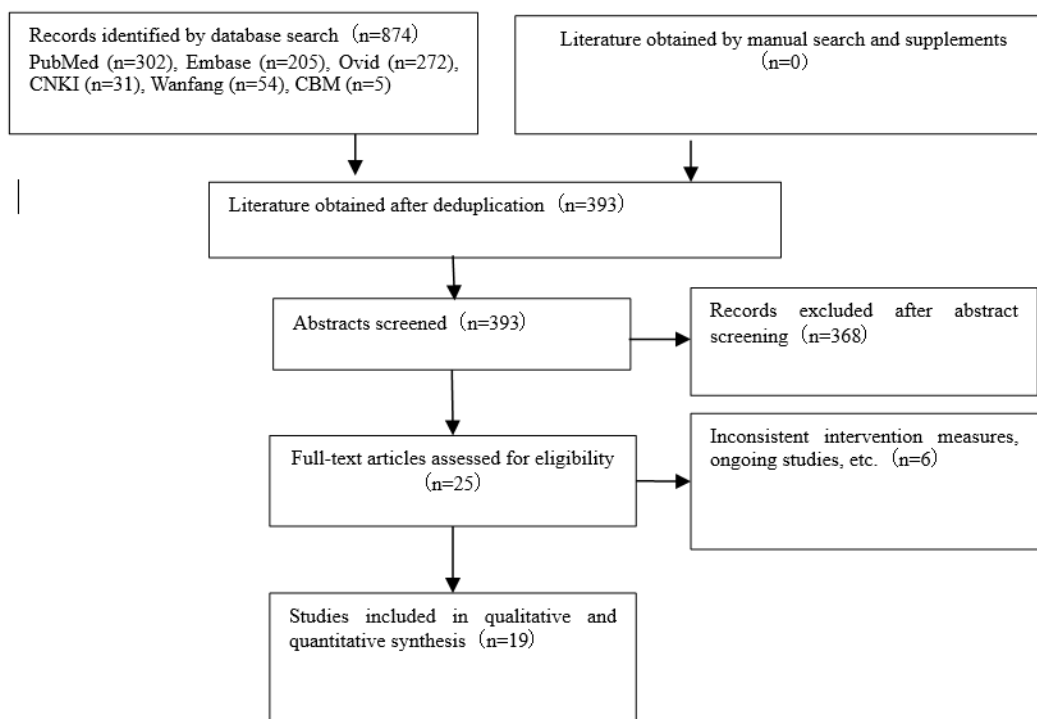 Records identified by database search（n=874）
PubMed (n=302), Embase (n=205), Ovid (n=272),
CNKI (n=31), Wanfang (n=54), CBM (n=5)
Literature obtained by manual search and supplements
（n=0）
Literature obtained after deduplication（n=393）
Abstracts screened（n=393）
Records excluded after abstract
screening（n=368）
Full-text articles assessed for eligibility
（n=25）
Inconsistent intervention measures,
ongoing studies, etc.（n=6）
Studies included in qualitative and
quantitative synthesis（n=19）